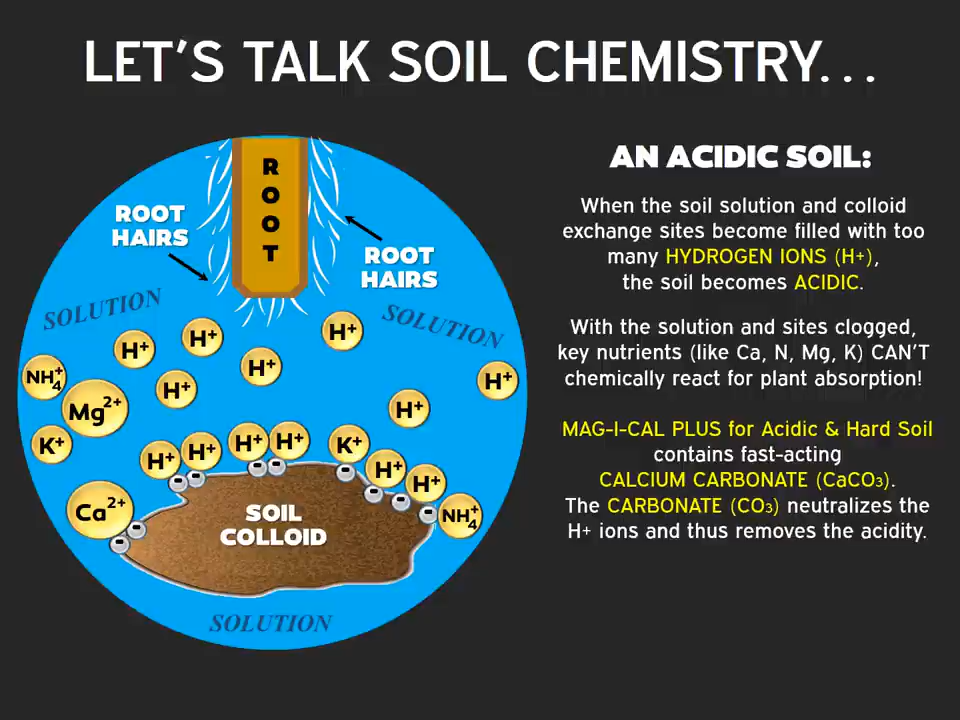 LET'S TALK SOIL CHEMISTRY...
ROOT
ROOT
HAIRS
ROOT
HAIRS
SOLUTION
SOLUTION
H+
H+
H+
H+
H+
H+
H+
NH4+
Mg2+
K+
H+
H+
H+
H+
K+
H+
H+
NH4+
Ca2+
SOIL
COLLOID
SOLUTION
AN ACIDIC SOIL:
When the soil solution and colloid
exchange sites become filled with too
many HYDROGEN IONS (H+),
the soil becomes ACIDIC.
With the solution and sites clogged,
key nutrients (like Ca, N, Mg, K) CAN'T
chemically react for plant absorption!
MAG-I-CAL PLUS for Acidic & Hard Soil
contains fast-acting
CALCIUM CARBONATE (CaCO3).
The CARBONATE (CO3) neutralizes the
H+ ions and thus removes the acidity.